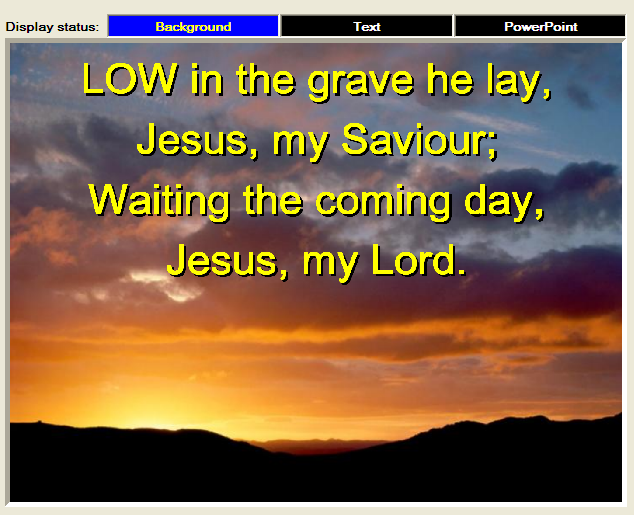 Display status: Background Text PowerPoint
LOW in the grave he lay,
Jesus, my Saviour;
Waiting the coming day,
Jesus, my Lord.